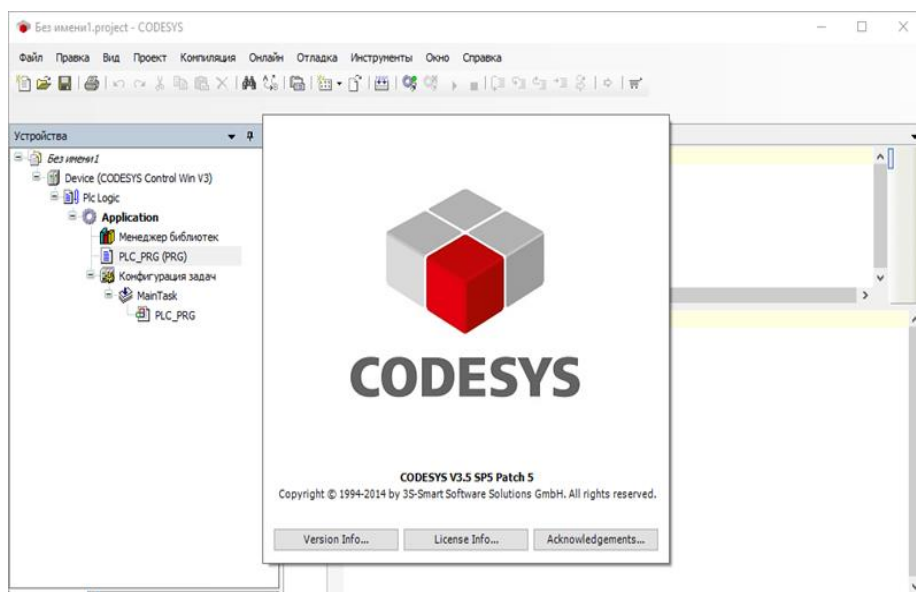 Без имени1.project - CODESYS
Файл Правка Вид Проект Компиляция Онлайн Отладка Инструменты Окно Справка
Устройства
Без имени1
Device (CODESYS Control Win V3)
Plc Logic
Application
Менеджер библиотек
PLC_PRG (PRG)
Конфигурация задач
MainTask
PLC_PRG
CODESYS
CODESYS V3.5 SP5 Patch 5
Copyright © 1994-2014 by 3S-Smart Software Solutions GmbH. All rights reserved.
Version Info... License Info... Acknowledgements...